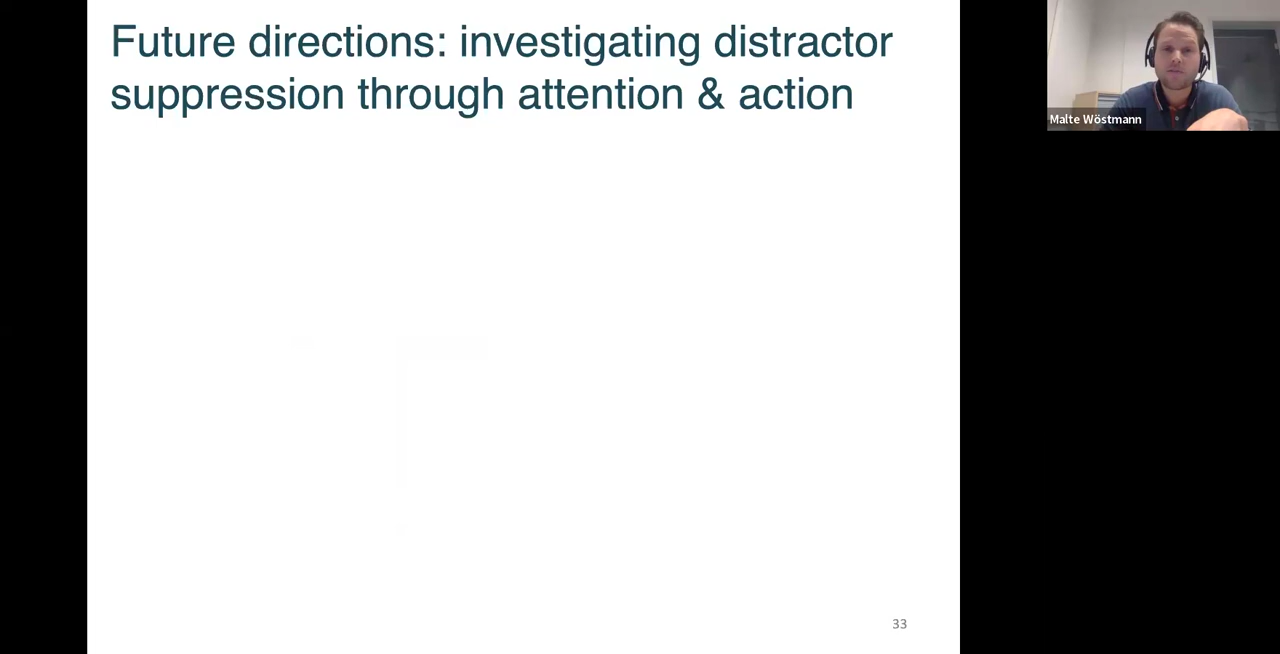 Future directions: investigating distractor
suppression through attention & action
Malte Wöstmann
33